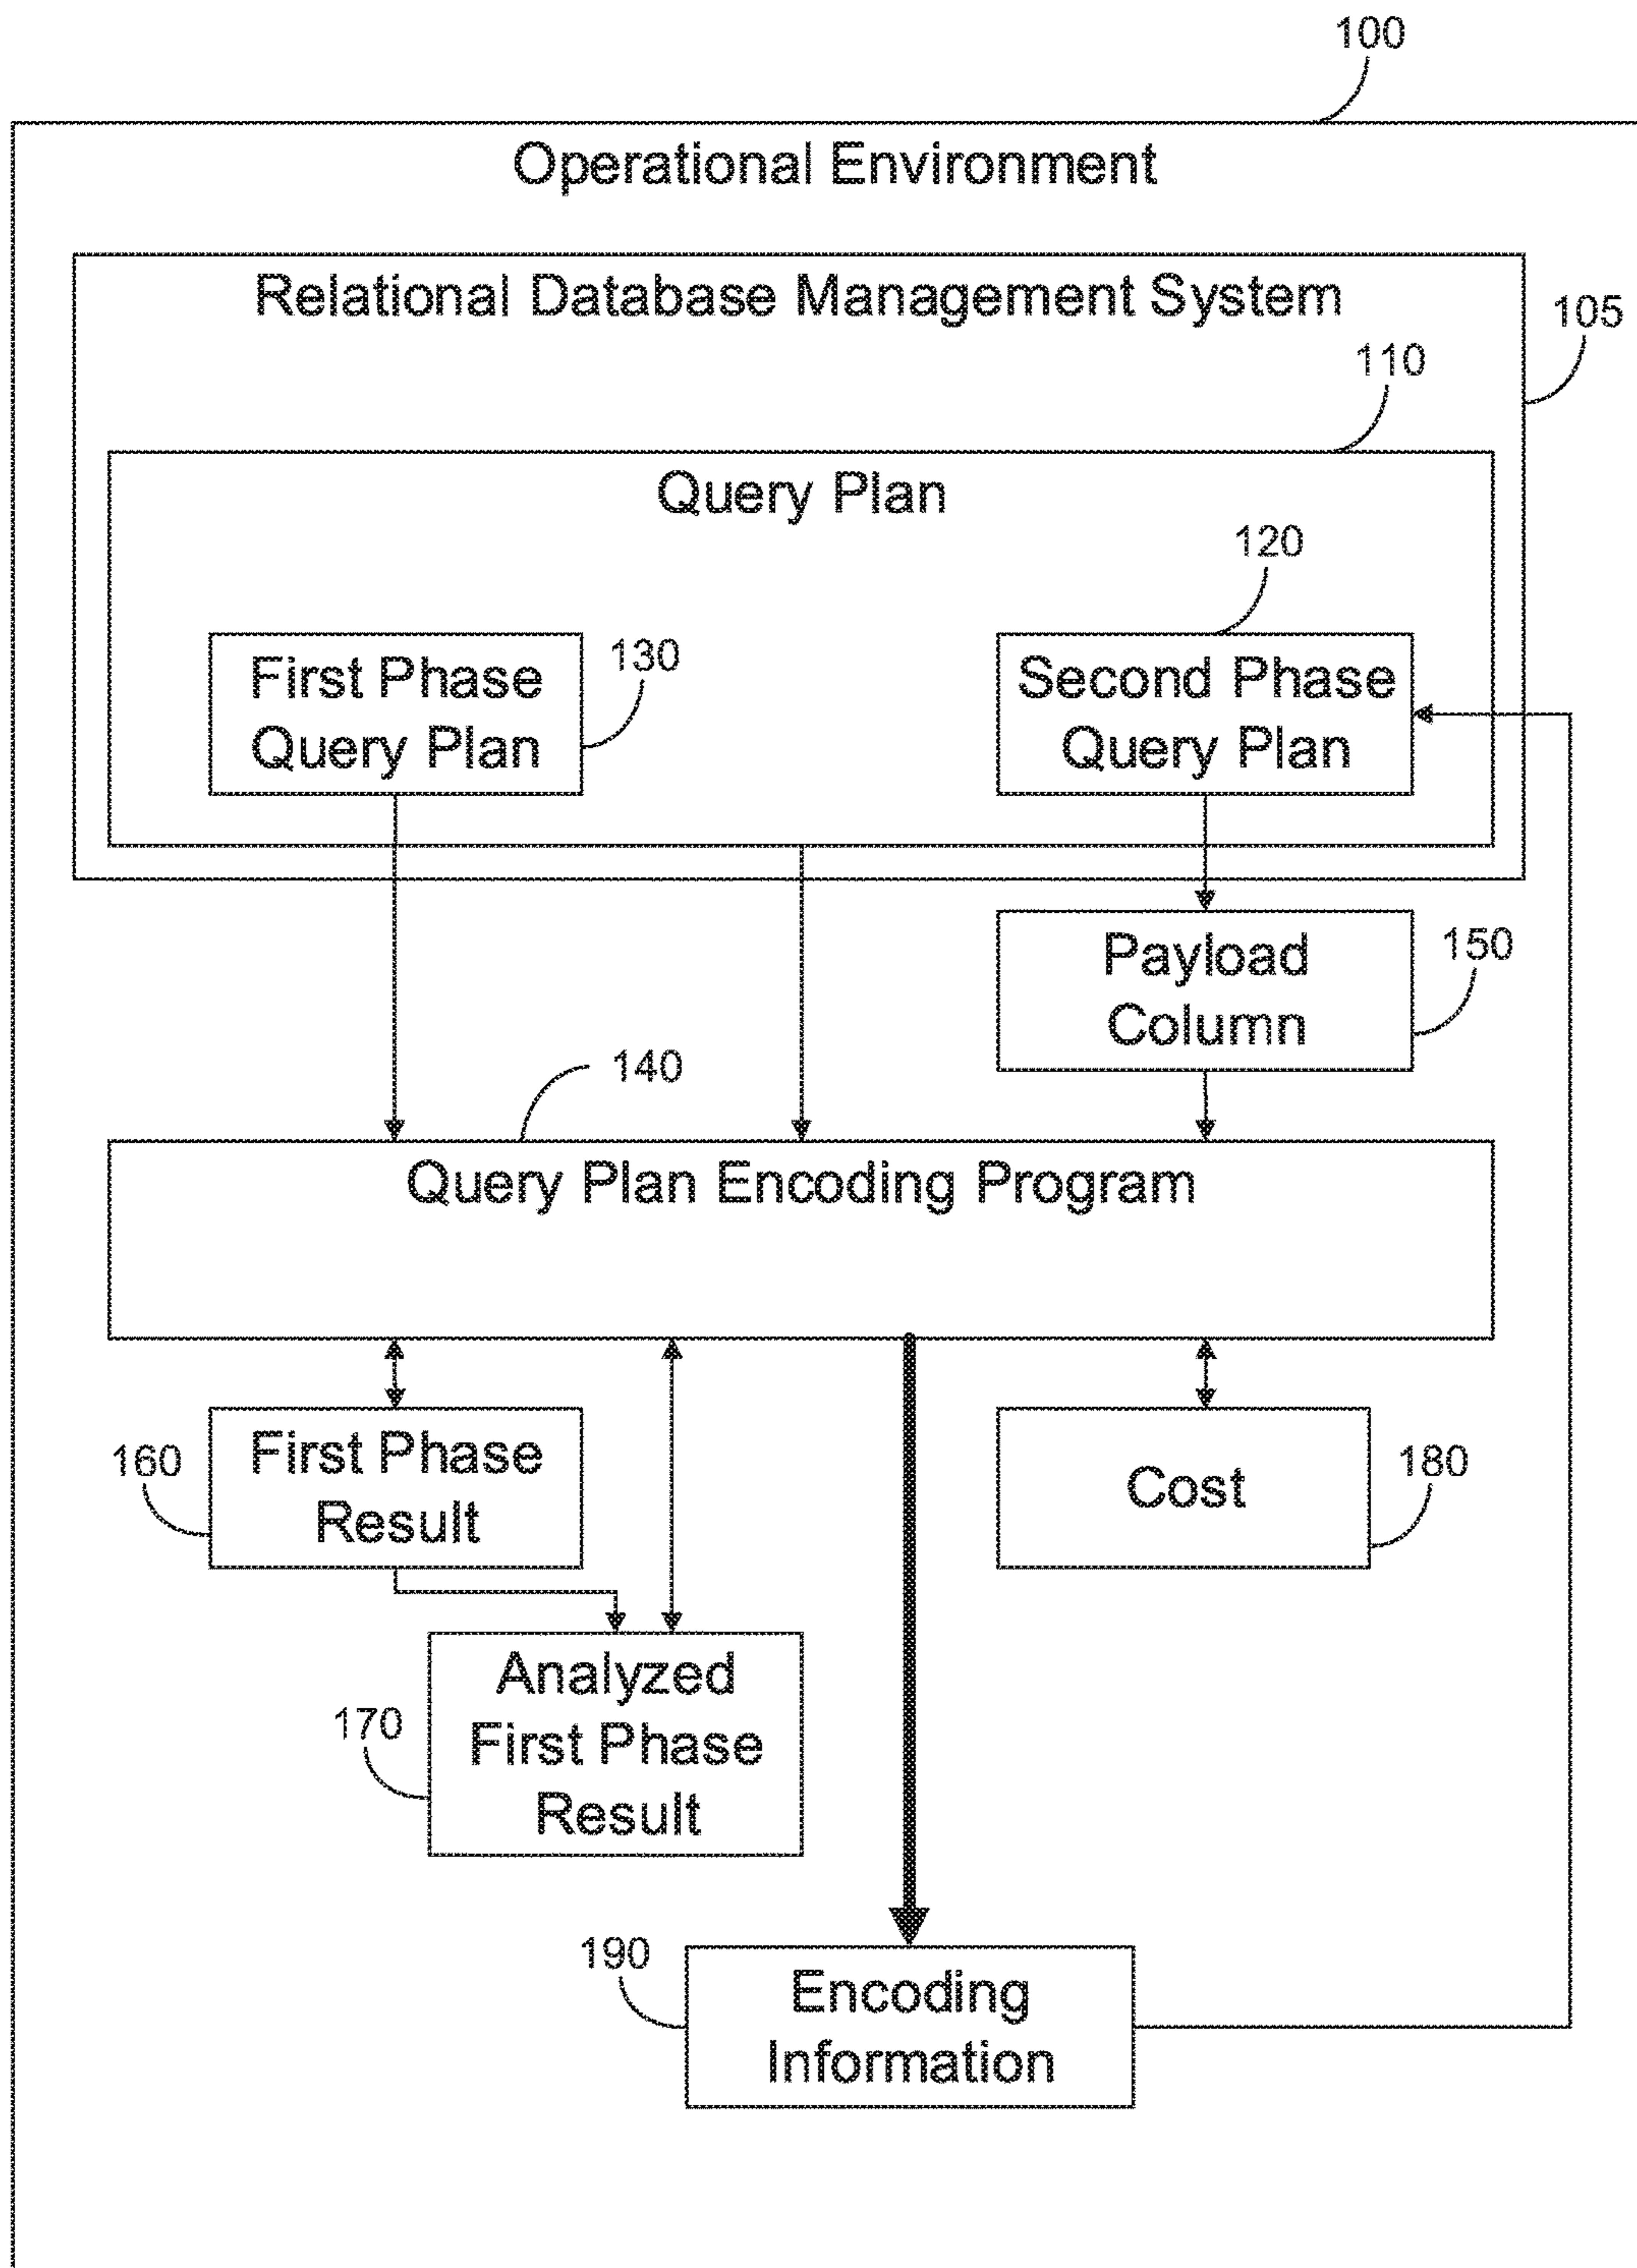 100
Operational Environment
Relational Database Management System
105
110
Query Plan
120
First Phase
Query Plan
130
Second Phase
Query Plan
Payload
Column
150
140
Query Plan Encoding Program
160
First Phase
Result
Cost
180
170
Analyzed
First Phase
Result
190
Encoding
Information